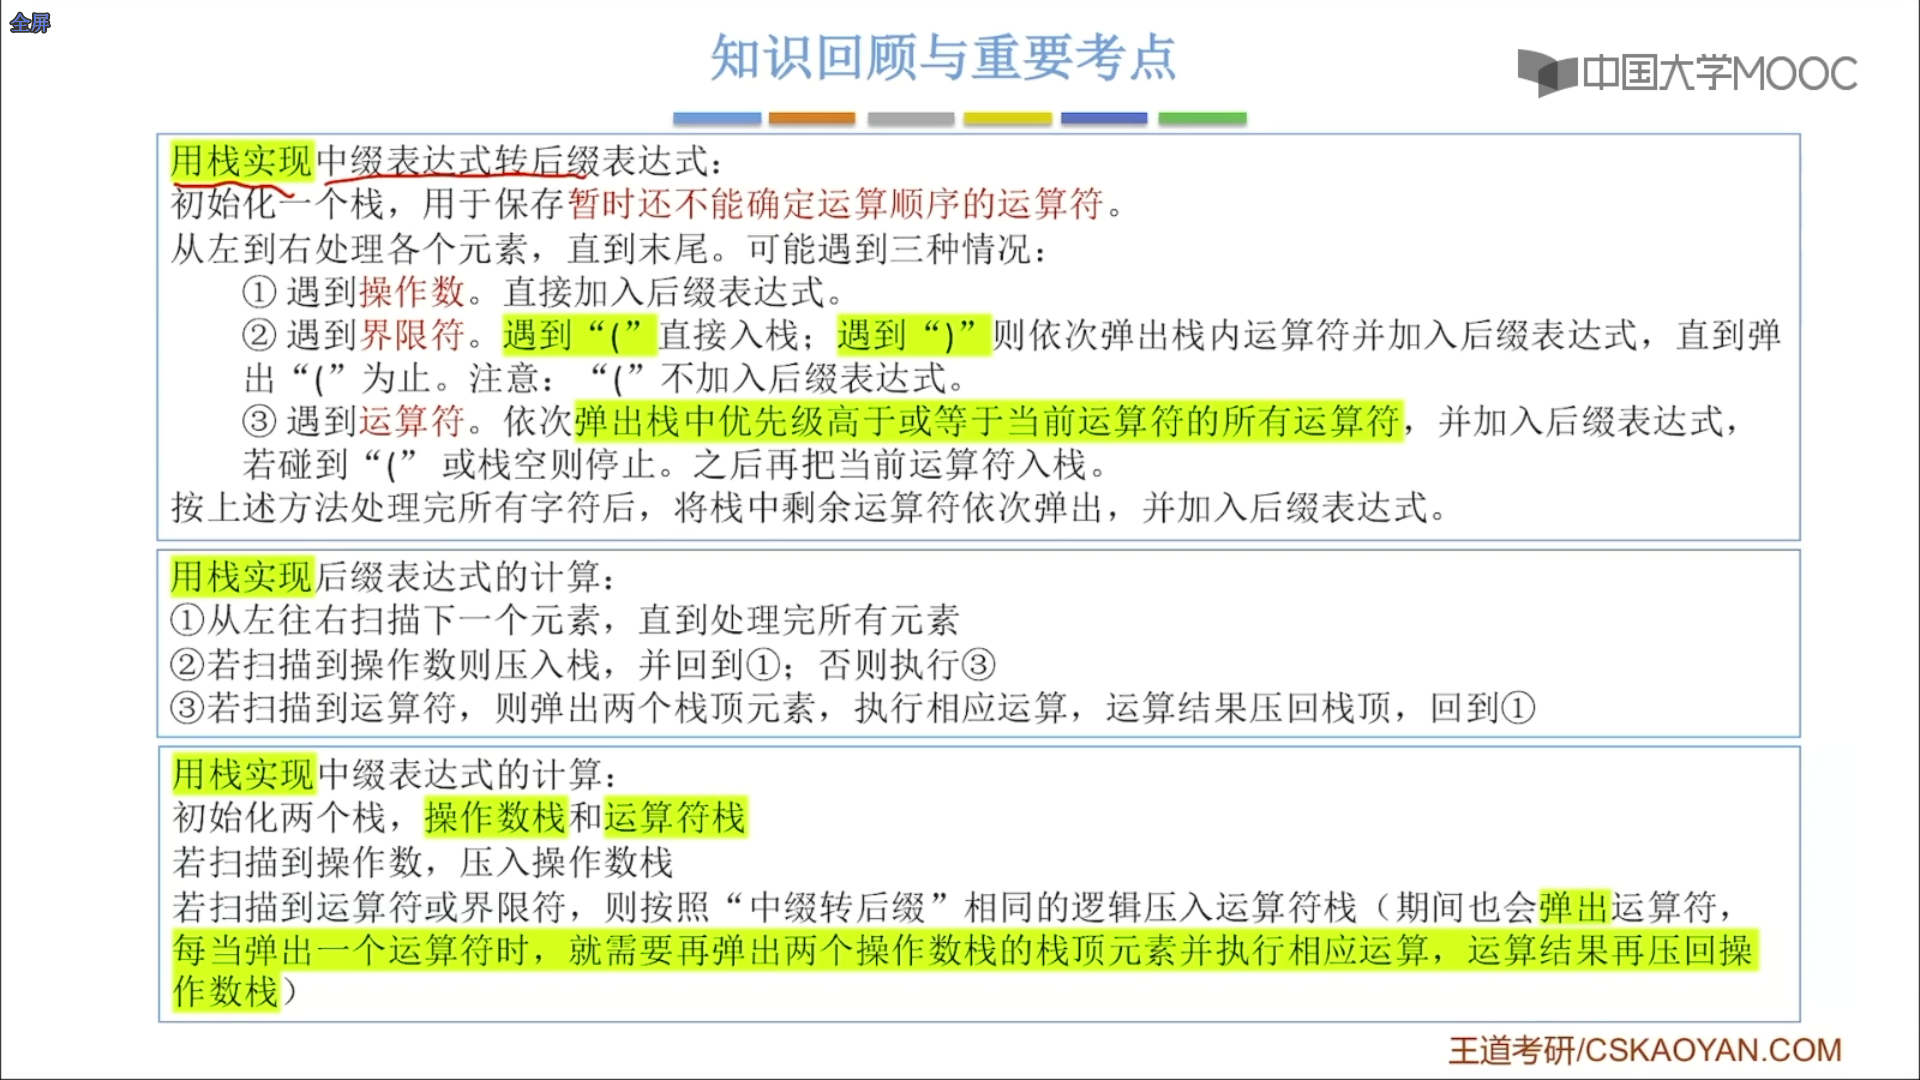 全屏
知识回顾与重要考点
中国大学MOOC
用栈实现中缀表达式转后缀表达式：
初始化一个栈，用于保存暂时还不能确定运算顺序的运算符。
从左到右处理各个元素，直到末尾。可能遇到三种情况：
① 遇到操作数。直接加入后缀表达式。
② 遇到界限符。遇到“(”直接入栈；遇到“)”则依次弹出栈内运算符并加入后缀表达式，直到弹
出“(”为止。注意：“(”不加入后缀表达式。
③ 遇到运算符。依次弹出栈中优先级高于或等于当前运算符的所有运算符，并加入后缀表达式，
若碰到“(” 或栈空则停止。之后再把当前运算符入栈。
按上述方法处理完所有字符后，将栈中剩余运算符依次弹出，并加入后缀表达式。
用栈实现后缀表达式的计算：
①从左往右扫描下一个元素，直到处理完所有元素
②若扫描到操作数则压入栈，并回到①；否则执行③
③若扫描到运算符，则弹出两个栈顶元素，执行相应运算，运算结果压回栈顶，回到①
用栈实现中缀表达式的计算：
初始化两个栈，操作数栈和运算符栈
若扫描到操作数，压入操作数栈
若扫描到运算符或界限符，则按照“中缀转后缀”相同的逻辑压入运算符栈（期间也会弹出运算符，
每当弹出一个运算符时，就需要再弹出两个操作数栈的栈顶元素并执行相应运算，运算结果再压回操
作数栈）
王道考研/CSKAOYAN.COM